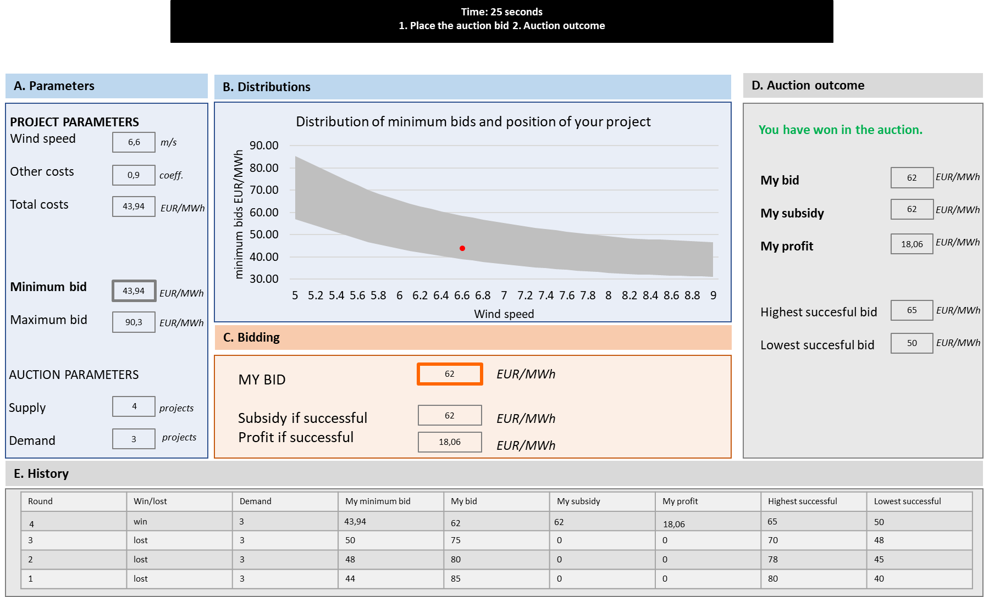 Time: 25 seconds
1. Place the auction bid 2. Auction outcome
A. Parameters
PROJECT PARAMETERS
Wind speed 6,6 m/s
Other costs 0,9 coeff.
Total costs 43,94 EUR/MWh
Minimum bid 43,94 EUR/MWh
Maximum bid 90,3 EUR/MWh
AUCTION PARAMETERS
Supply 4 projects
Demand 3 projects
B. Distributions
Distribution of minimum bids and position of your project
minimum bids EUR/MWh
90.00
80.00
70.00
60.00
50.00
40.00
30.00
5 5.2 5.4 5.6 5.8 6 6.2 6.4 6.6 6.8 7 7.2 7.4 7.6 7.8 8 8.2 8.4 8.6 8.8 9
Wind speed
C. Bidding
MY BID 62 EUR/MWh
Subsidy if successful 62 EUR/MWh
Profit if successful 18,06 EUR/MWh
D. Auction outcome
You have won in the auction.
My bid 62 EUR/MWh
My subsidy 62 EUR/MWh
My profit 18,06 EUR/MWh
Highest succesful bid 65 EUR/MWh
Lowest succesful bid 50 EUR/MWh
E. History
Round Win/lost Demand My minimum bid My bid My subsidy My profit Highest successful Lowest successful
4 win 3 43,94 62 62 18,06 65 50
3 lost 3 50 75 0 0 70 48
2 lost 3 48 80 0 0 78 45
1 lost 3 44 85 0 0 80 40